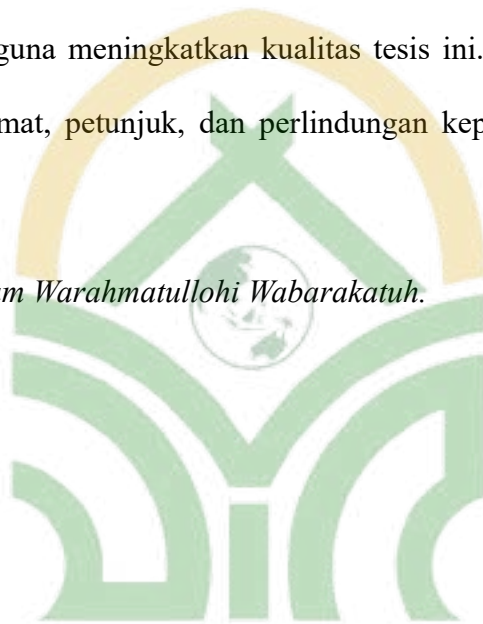 guna meningkatkan kualitas tesis ini.
mat, petunjuk, dan perlindungan kep
m Warahmatullohi Wabarakatuh.